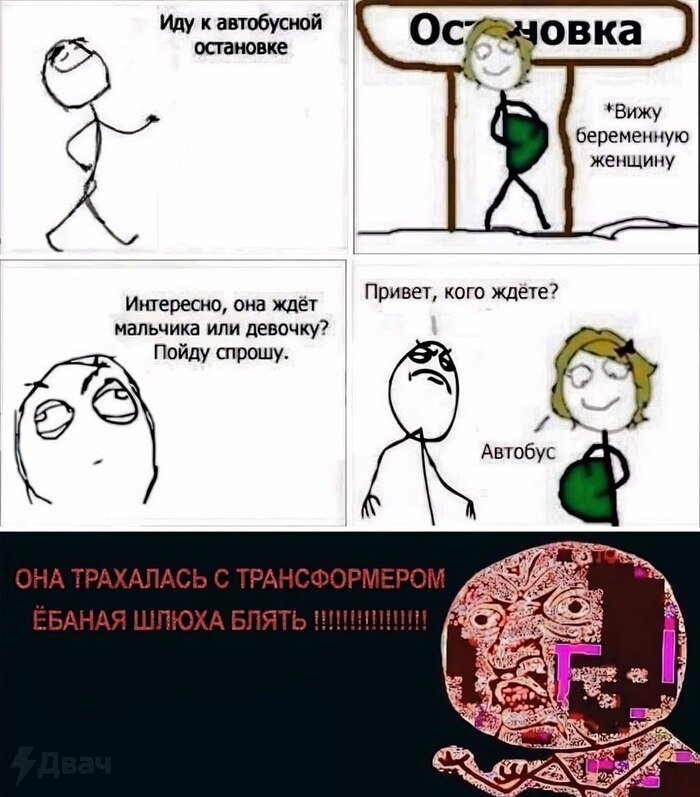 Иду к автобусной
остановке
Ос новка
*Вижу
беременную
женщину
Интересно, она ждёт
мальчика или девочку?
Пойду спрошу.
Привет, кого ждёте?
Автобус
ОНА ТРАХАЛАСЬ С ТРАНСФОРМЕРОМ
ЁБАНАЯ ШЛЮХА БЛЯТЬ !!!!!!!!!!!!!!!!
Двач